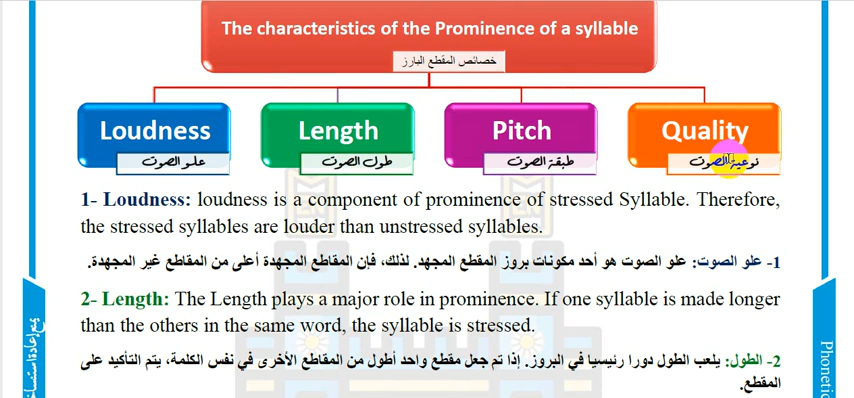 The characteristics of the Prominence of a syllable
خصائص المقطع البارز
Loudness
علو الصوت
Length
طول الصوت
Pitch
طبقة الصوت
Quality
نوعية الصوت
1- Loudness: loudness is a component of prominence of stressed Syllable. Therefore,
the stressed syllables are louder than unstressed syllables.
1- علو الصوت: علو الصوت هو أحد مكونات بروز المقطع المجهد. لذلك، فإن المقاطع المجهدة أعلى من المقاطع غير المجهدة.
2- Length: The Length plays a major role in prominence. If one syllable is made longer
than the others in the same word, the syllable is stressed.
2- الطول: يلعب الطول دورا رئيسيا في البروز. إذا تم جعل مقطع واحد أطول من المقاطع الأخرى في نفس الكلمة، يتم التأكيد على
المقطع.
يمنع إعادة استنساخ
Phonetic